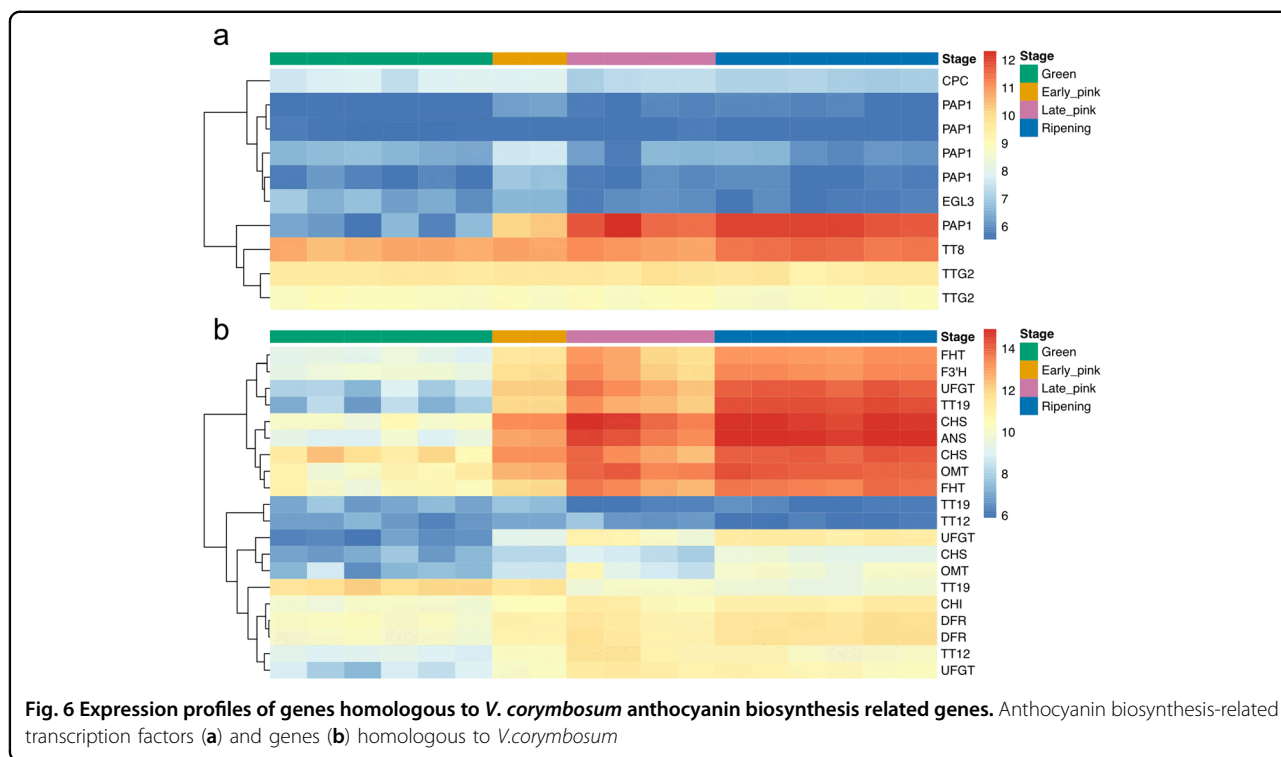 a
Stage
CPC
PAP1
PAP1
PAP1
PAP1
EGL3
PAP1
TT8
TTG2
TTG2
12
11
10
9
8
7
6
Stage
Green
Early_pink
Late_pink
Ripening
b
Stage
FHT
F3'H
UFGT
TT19
CHS
ANS
CHS
OMT
FHT
TT19
TT12
UFGT
CHS
OMT
TT19
CHI
DFR
DFR
TT12
UFGT
14
12
10
8
6
Stage
Green
Early_pink
Late_pink
Ripening
Fig. 6 Expression profiles of genes homologous to V. corymbosum anthocyanin biosynthesis related genes. Anthocyanin biosynthesis-related
transcription factors (a) and genes (b) homologous to V.corymbosum